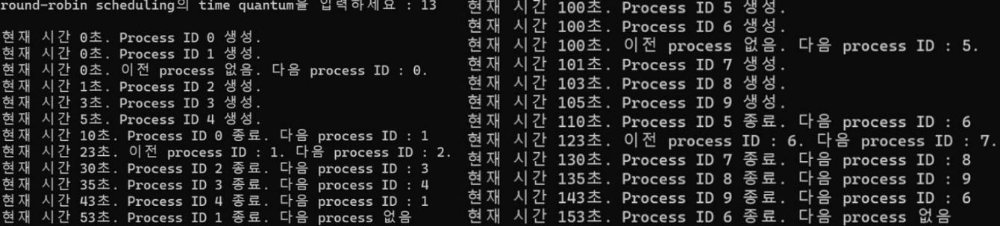 round-robin scheduling의 time quantum을 입력하세요 : 13
현재 시간 0초. Process ID 0 생성.
현재 시간 0초. Process ID 1 생성.
현재 시간 0초. 이전 process 없음. 다음 process ID : 0.
현재 시간 1초. Process ID 2 생성.
현재 시간 3초. Process ID 3 생성.
현재 시간 5초. Process ID 4 생성.
현재 시간 10초. Process ID 0 종료. 다음 process ID : 1
현재 시간 23초. 이전 process ID : 1. 다음 process ID : 2.
현재 시간 30초. Process ID 2 종료. 다음 process ID : 3
현재 시간 35초. Process ID 3 종료. 다음 process ID : 4
현재 시간 43초. Process ID 4 종료. 다음 process ID : 1
현재 시간 53초. Process ID 1 종료. 다음 process 없음
현재 시간 100초. Process ID 5 생성.
현재 시간 100초. Process ID 6 생성.
현재 시간 100초. 이전 process 없음. 다음 process ID : 5.
현재 시간 101초. Process ID 7 생성.
현재 시간 103초. Process ID 8 생성.
현재 시간 105초. Process ID 9 생성.
현재 시간 110초. Process ID 5 종료. 다음 process ID : 6
현재 시간 123초. 이전 process ID : 6. 다음 process ID : 7.
현재 시간 130초. Process ID 7 종료. 다음 process ID : 8
현재 시간 135초. Process ID 8 종료. 다음 process ID : 9
현재 시간 143초. Process ID 9 종료. 다음 process ID : 6
현재 시간 153초. Process ID 6 종료. 다음 process 없음